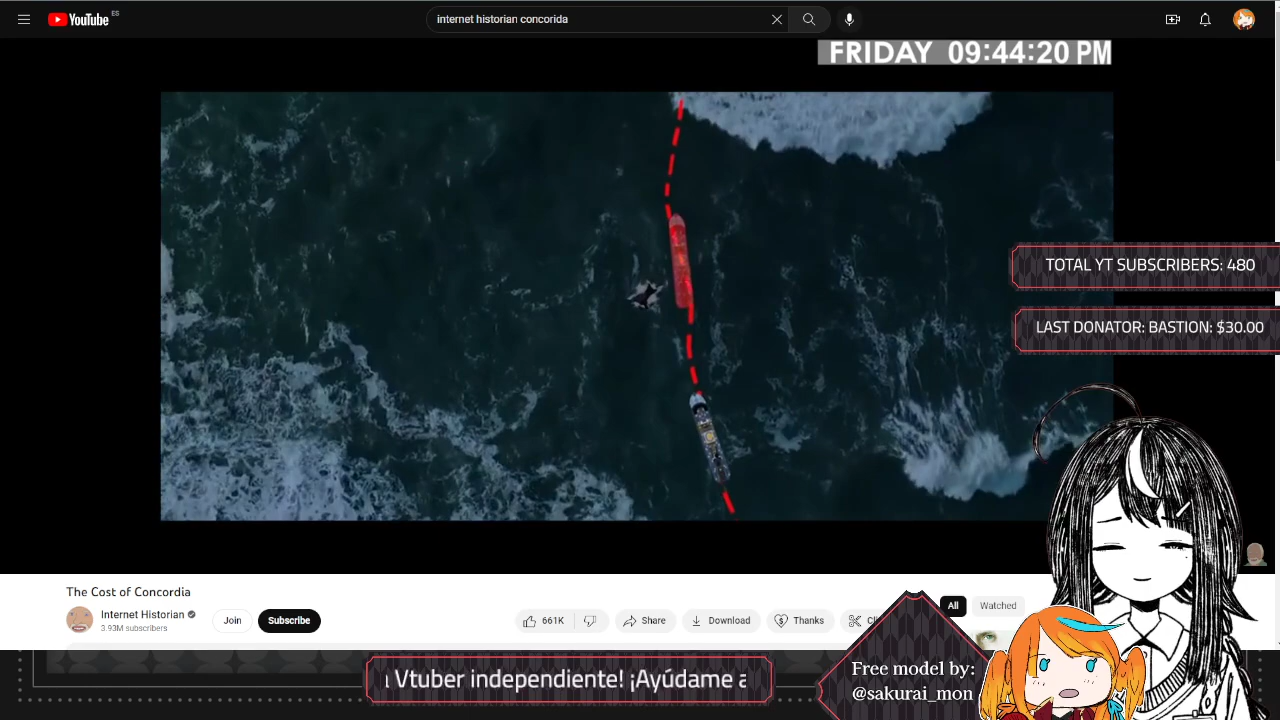 YouTube ES
internet historian concorida
FRIDAY 09:44:20 PM
TOTAL YT SUBSCRIBERS: 480
LAST DONATOR: BASTION: $30.00
The Cost of Concordia
Internet Historian
3.93M subscribers
Join
Subscribe
661K
Share
Download
Thanks
All
Watched
Vtuber independiente! ¡Ayúdame a
Free model by:
@sakurai_mon